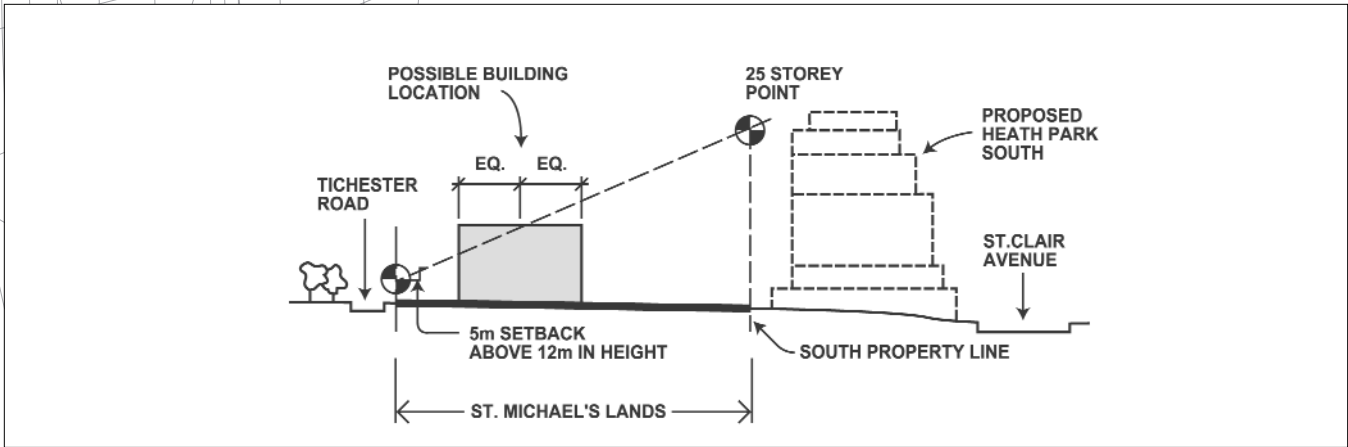 POSSIBLE BUILDING
LOCATION
25 STOREY
POINT
PROPOSED
HEATH PARK
SOUTH
EQ. EQ.
TICHESTER
ROAD
ST.CLAIR
AVENUE
5m SETBACK
ABOVE 12m IN HEIGHT
SOUTH PROPERTY LINE
ST. MICHAEL'S LANDS